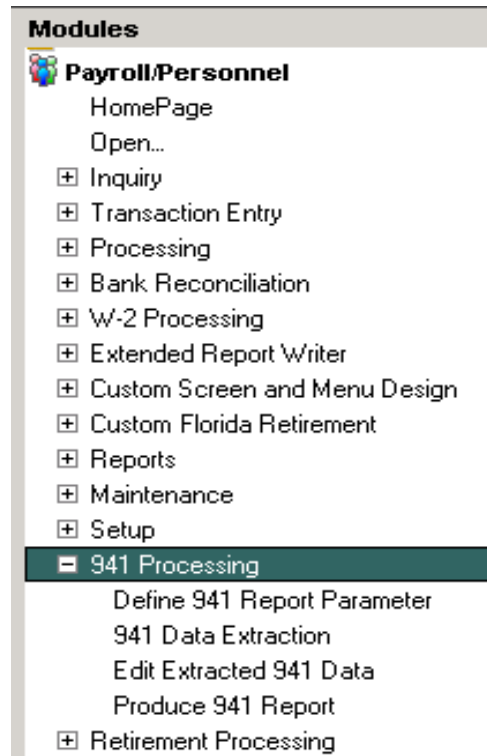 Modules
Payroll/Personnel
HomePage
Open...
Inquiry
Transaction Entry
Processing
Bank Reconciliation
W-2 Processing
Extended Report Writer
Custom Screen and Menu Design
Custom Florida Retirement
Reports
Maintenance
Setup
941 Processing
Define 941 Report Parameter
941 Data Extraction
Edit Extracted 941 Data
Produce 941 Report
Retirement Processing